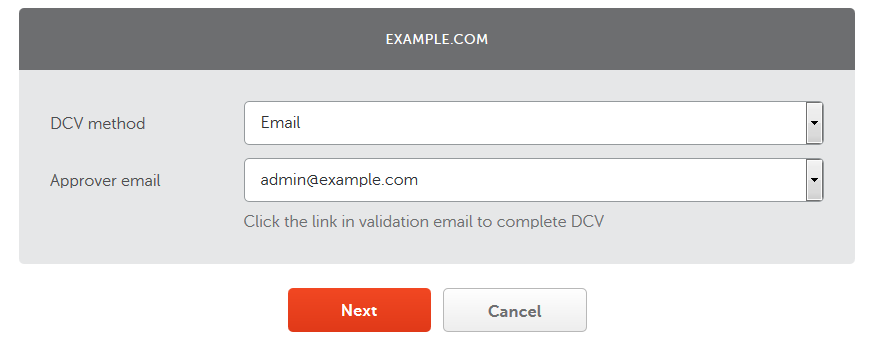 EXAMPLE.COM
DCV method
Email
Approver email
admin@example.com
Click the link in validation email to complete DCV
Next
Cancel